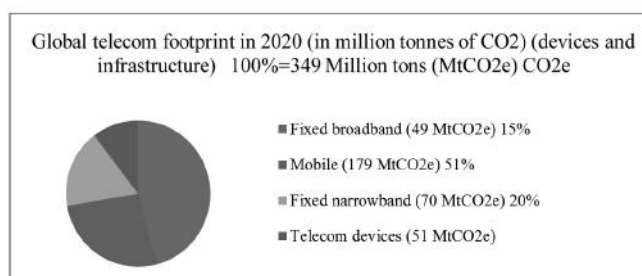 Global telecom footprint in 2020 (in million tonnes of CO2) (devices and
infrastructure) 100%=349 Million tons (MtCO2e) CO2e
Fixed broadband (49 MtCO2e) 15%
Mobile (179 MtCO2e) 51%
Fixed narrowband (70 MtCO2e) 20%
Telecom devices (51 MtCO2e)